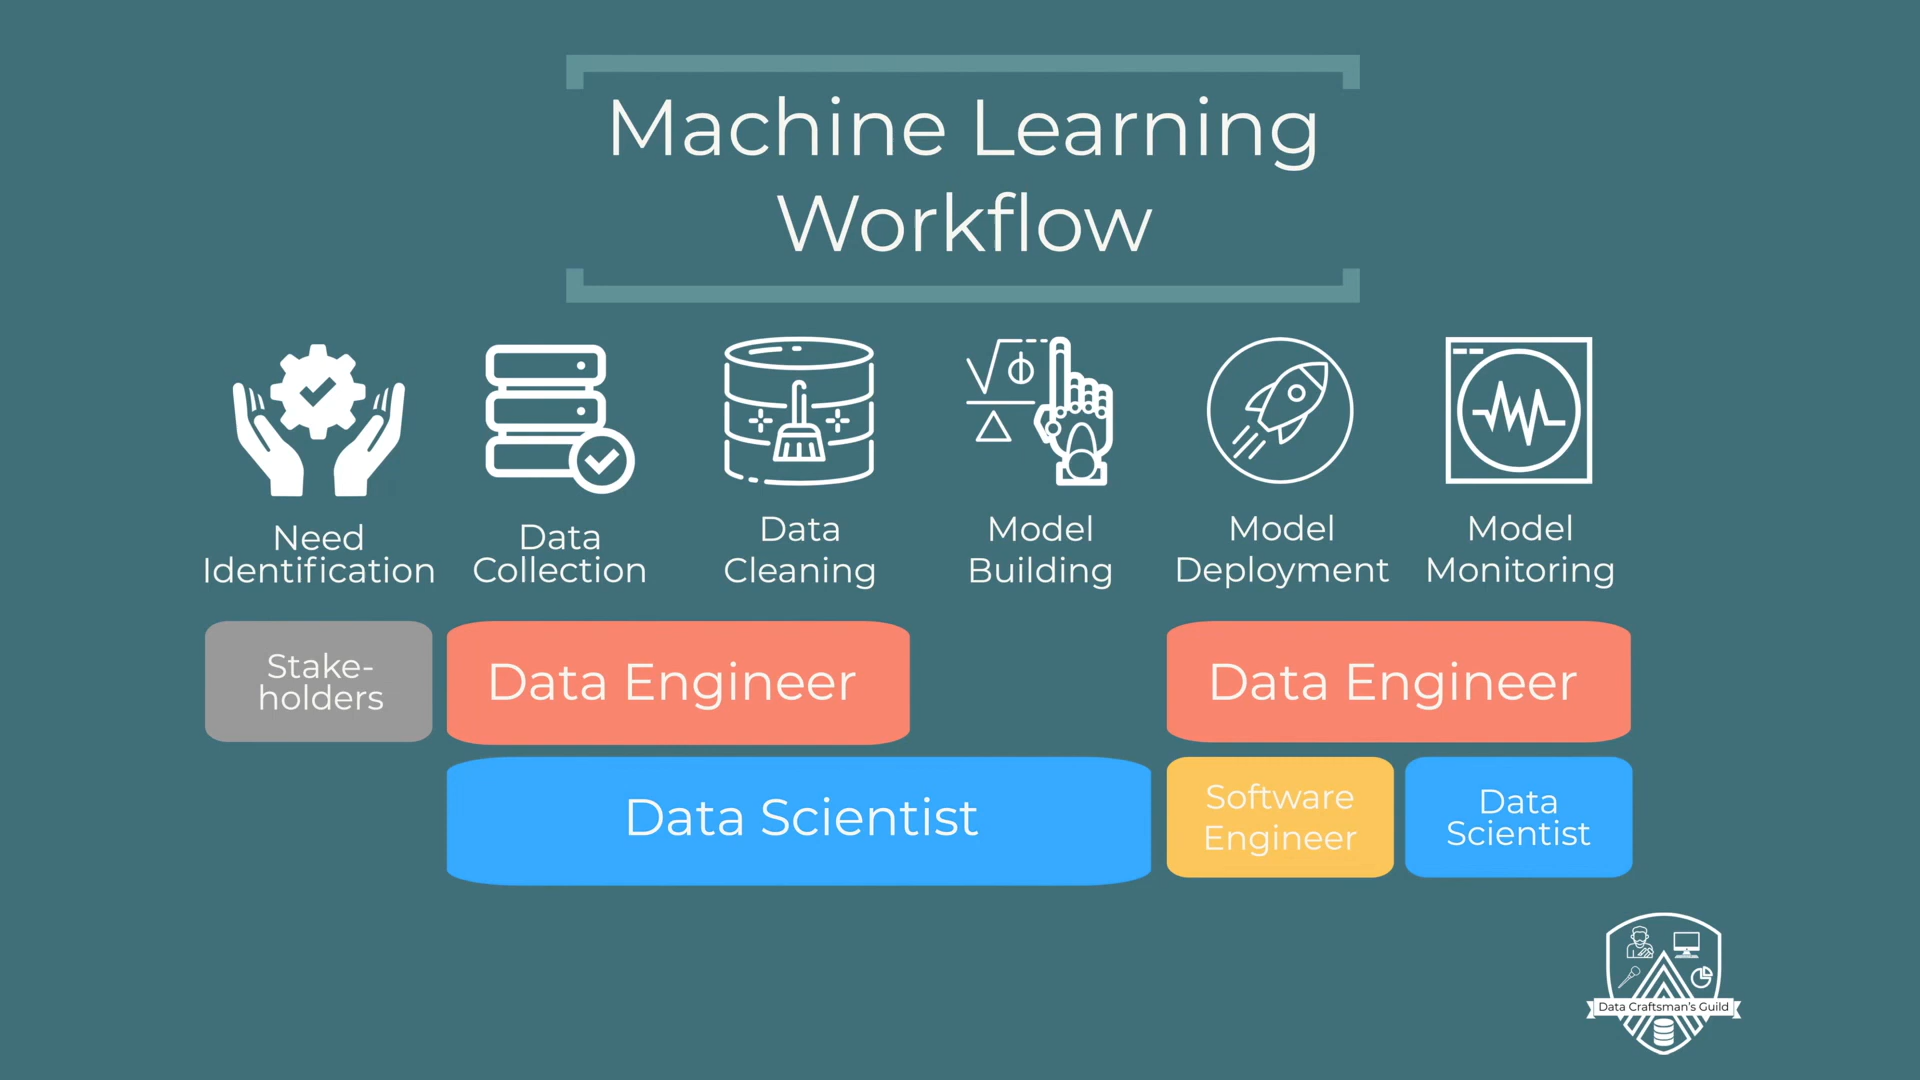 Machine Learning
Workflow
Need
Identification
Data
Collection
Data
Cleaning
Model
Building
Model
Deployment
Model
Monitoring
Stake-
holders
Data Engineer
Data Engineer
Data Scientist
Software
Engineer
Data
Scientist
Data Craftsman's Guild